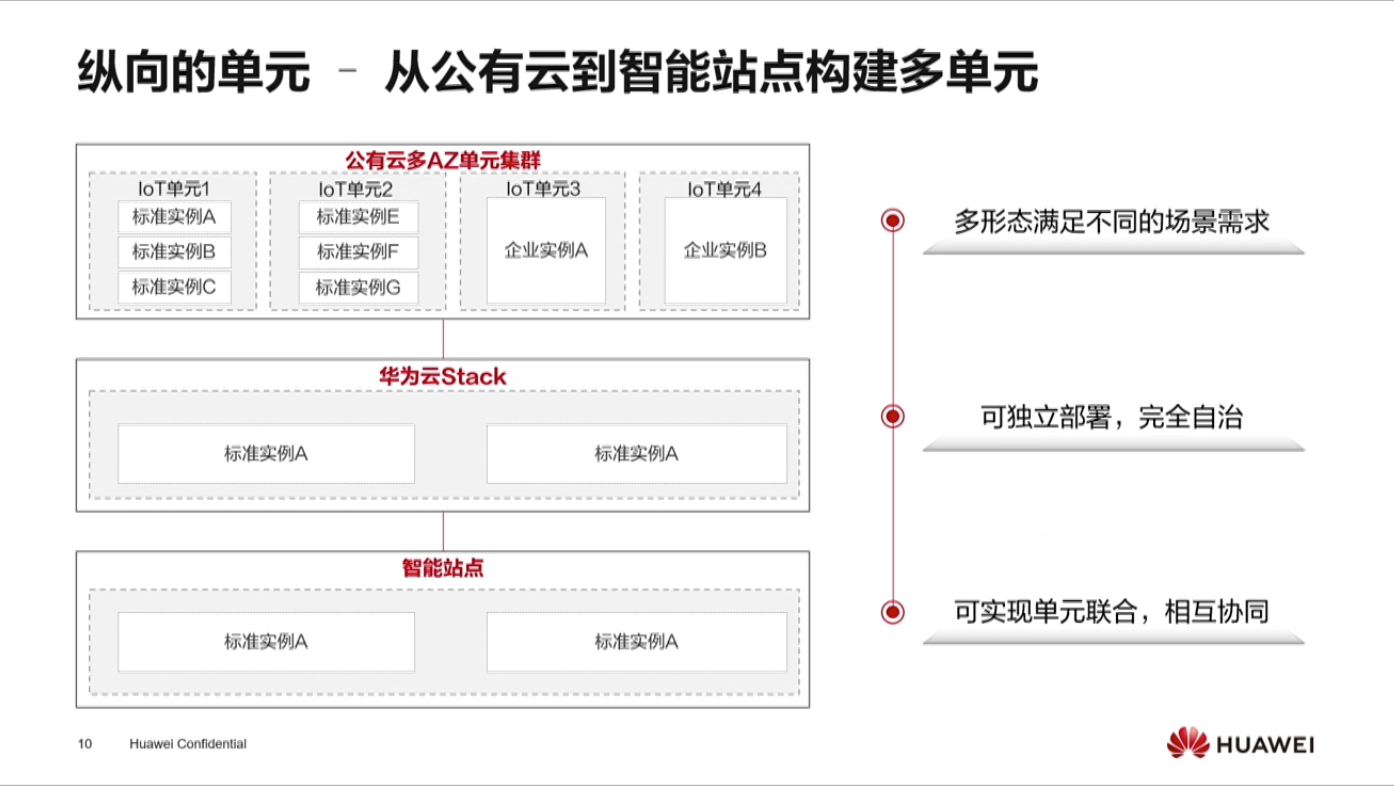 纵向的单元 – 从公有云到智能站点构建多单元
公有云多AZ单元集群
IoT单元1
标准实例A
标准实例B
标准实例C
IoT单元2
标准实例E
标准实例F
标准实例G
IoT单元3
企业实例A
IoT单元4
企业实例B
华为云Stack
标准实例A
标准实例A
智能站点
标准实例A
标准实例A
多形态满足不同的场景需求
可独立部署，完全自治
可实现单元联合，相互协同
10 Huawei Confidential
HUAWEI